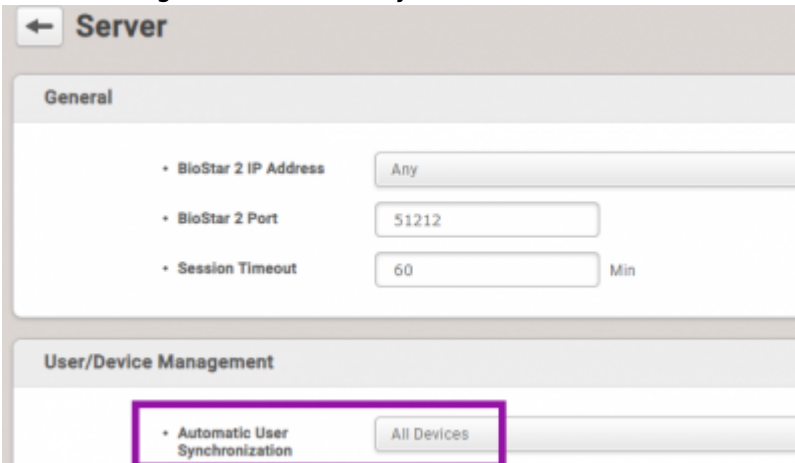 ← Server
General
• BioStar 2 IP Address Any
• BioStar 2 Port 51212
• Session Timeout 60 Min
User/Device Management
• Automatic User All Devices
Synchronization